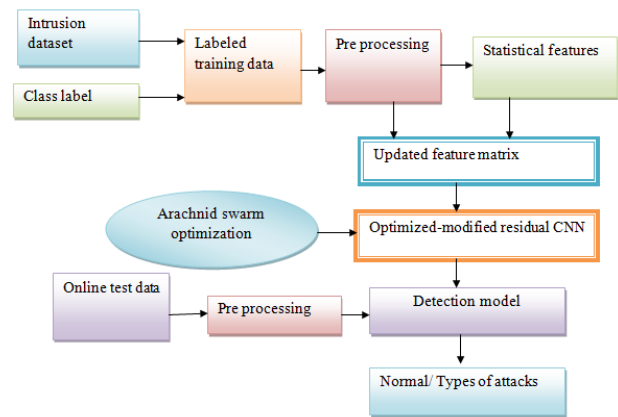 Intrusion
dataset
Class label
Labeled
training data
Pre processing
Statistical features
Updated feature matrix
Arachnid swarm
optimization
Optimized-modified residual CNN
Online test data
Pre processing
Detection model
Normal/ Types of attacks